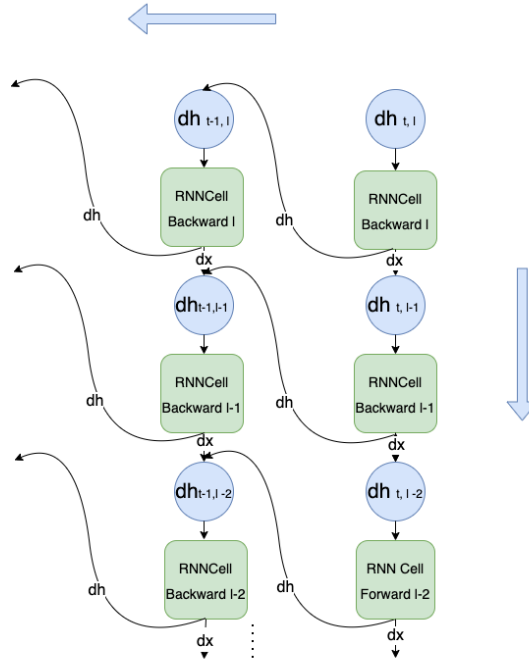 dh t-1, l
dh t, l
RNNCell
Backward l
RNNCell
Backward l
dh
dh
dx
dx
dht-1,l-1
dh t, l-1
RNNCell
Backward l-1
RNNCell
Backward l-1
dh
dh
dx
dx
dht-1,l -2
dh t, l -2
RNNCell
Backward l-2
RNN Cell
Forward l-2
dh
dh
dx
dx